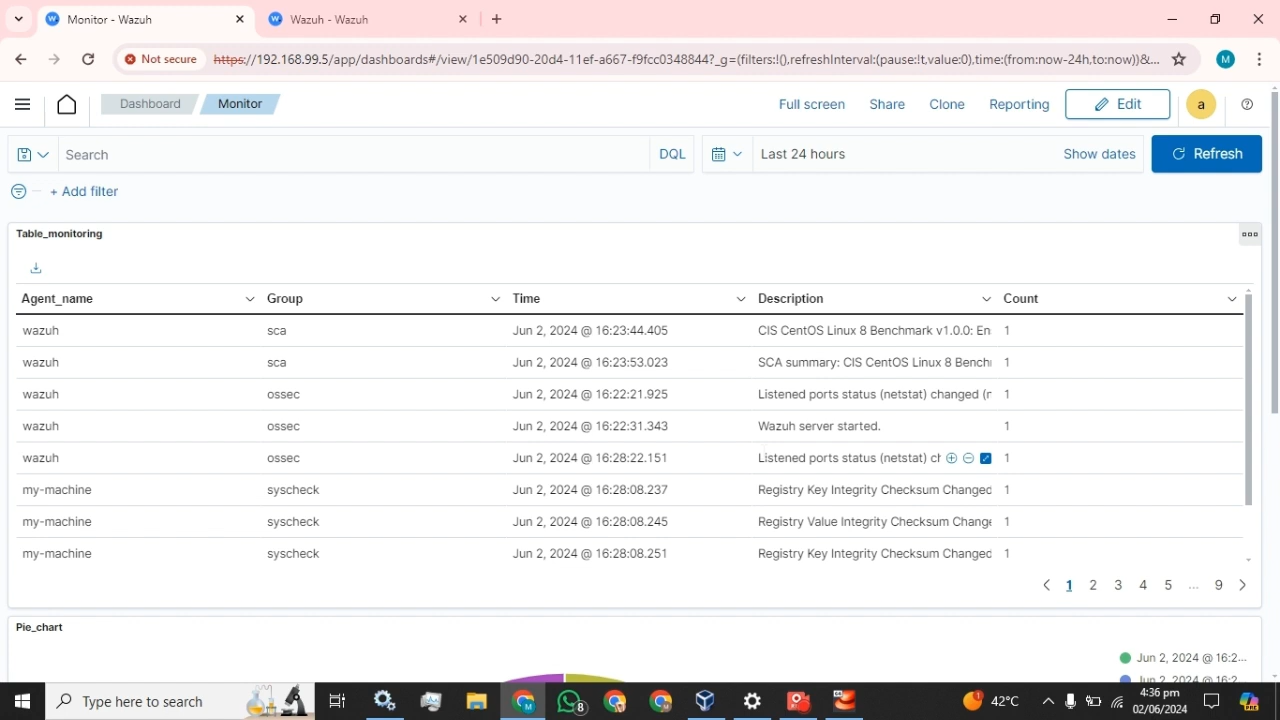 Monitor - Wazuh
Wazuh - Wazuh
Not secure
https://192.168.99.5/app/dashboards#/view/1e509d90-20d4-11ef-a667-f9fcc0348844?_g=(filters:!(),refreshInterval:(pause:!t,value:0),time:(from:now-24h,to:now))&...
M
Dashboard
Monitor
Full screen
Share
Clone
Reporting
Edit
a
Search
DQL
Last 24 hours
Show dates
Refresh
+ Add filter
Table_monitoring
Agent_name Group Time Description Count
wazuh sca Jun 2, 2024 @ 16:23:44.405 CIS CentOS Linux 8 Benchmark v1.0.0: En 1
wazuh sca Jun 2, 2024 @ 16:23:53.023 SCA summary: CIS CentOS Linux 8 Bench 1
wazuh ossec Jun 2, 2024 @ 16:22:21.925 Listened ports status (netstat) changed (n 1
wazuh ossec Jun 2, 2024 @ 16:22:31.343 Wazuh server started. 1
wazuh ossec Jun 2, 2024 @ 16:28:22.151 Listened ports status (netstat) ch 1
my-machine syscheck Jun 2, 2024 @ 16:28:08.237 Registry Key Integrity Checksum Changed 1
my-machine syscheck Jun 2, 2024 @ 16:28:08.245 Registry Value Integrity Checksum Change 1
my-machine syscheck Jun 2, 2024 @ 16:28:08.251 Registry Key Integrity Checksum Changed 1
1 2 3 4 5 ... 9
Pie_chart
Jun 2, 2024 @ 16:2...
Jun 2, 2024 @ 16:2...
Type here to search
8
42°C
4:36 pm
02/06/2024